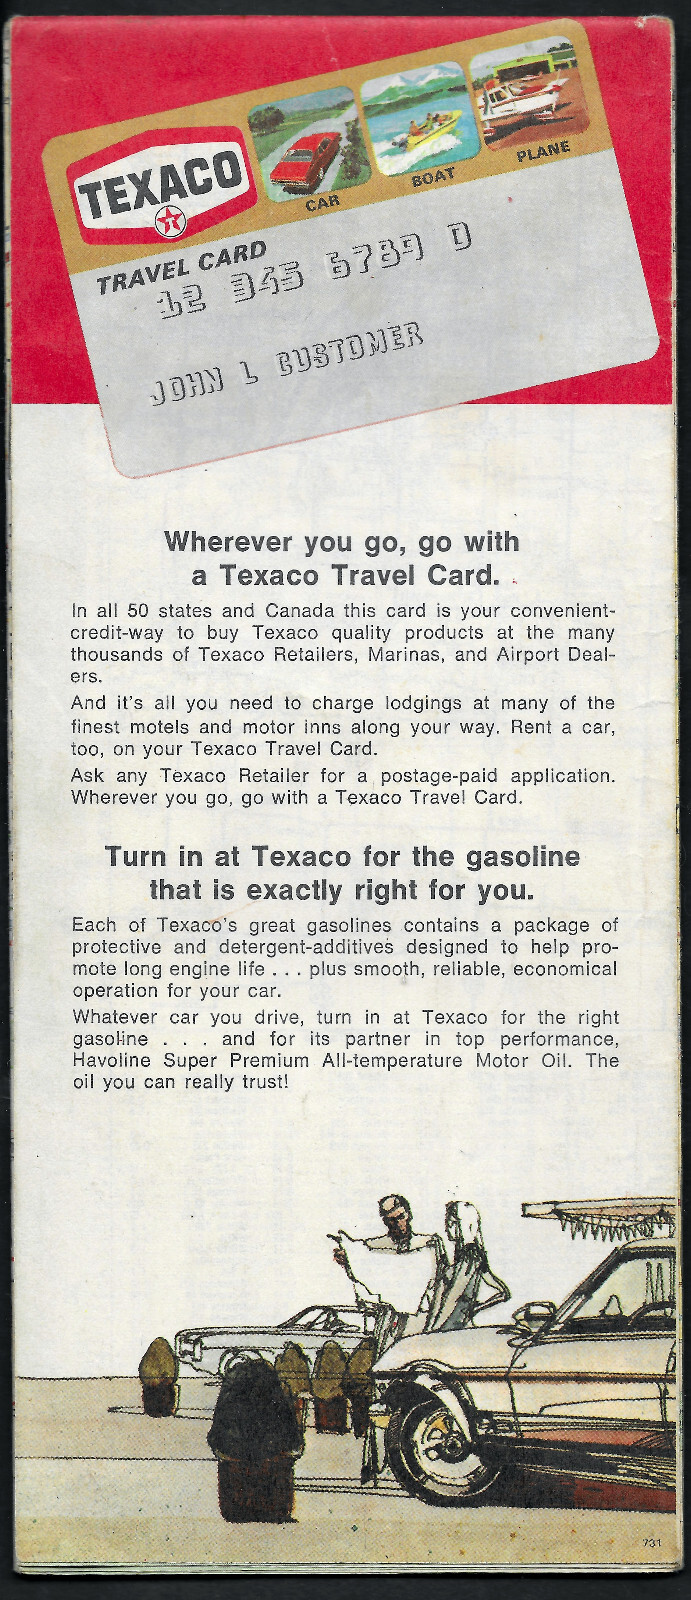 TEXACO
T
CAR
BOAT
PLANE
TRAVEL CARD
12 345 6789 0
JOHN L CUSTOMER
Wherever you go, go with
a Texaco Travel Card.
In all 50 states and Canada this card is your convenient-
credit-way to buy Texaco quality products at the many
thousands of Texaco Retailers, Marinas, and Airport Deal-
ers.
And it's all you need to charge lodgings at many of the
finest motels and motor inns along your way. Rent a car,
too, on your Texaco Travel Card.
Ask any Texaco Retailer for a postage-paid application.
Wherever you go, go with a Texaco Travel Card.
Turn in at Texaco for the gasoline
that is exactly right for you.
Each of Texaco's great gasolines contains a package of
protective and detergent-additives designed to help pro-
mote long engine life . . . plus smooth, reliable, economical
operation for your car.
Whatever car you drive, turn in at Texaco for the right
gasoline . . . and for its partner in top performance,
Havoline Super Premium All-temperature Motor Oil. The
oil you can really trust!
731